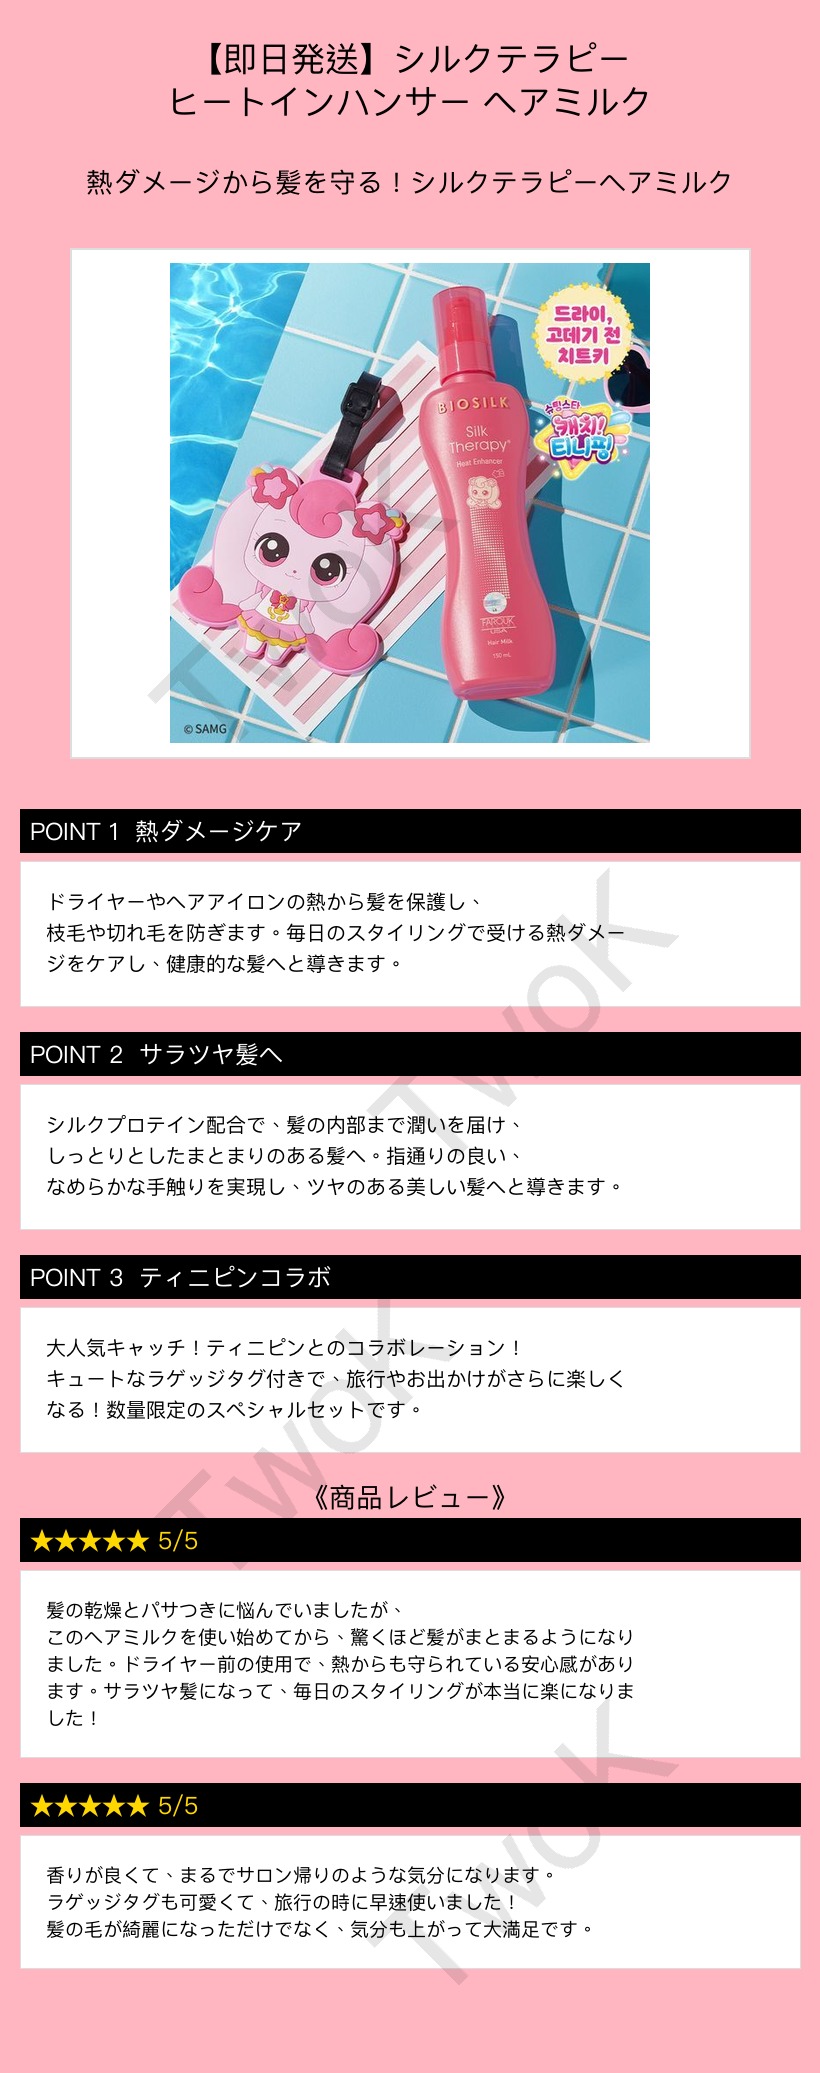 【即日発送】シルクテラピー
ヒートインハンサー ヘアミルク
熱ダメージから髪を守る！シルクテラピーヘアミルク
드라이,
고데기 전
치트키
슈팅스타
캐치!
티니핑
BIOSILK
Silk
Therapy®
Heat Enhancer
FAROUK
USA
Hair Milk
150 mL
© SAMG
POINT 1 熱ダメージケア
ドライヤーやヘアアイロンの熱から髪を保護し、
枝毛や切れ毛を防ぎます。毎日のスタイリングで受ける熱ダメー
ジをケアし、健康的な髪へと導きます。
POINT 2 サラツヤ髪へ
シルクプロテイン配合で、髪の内部まで潤いを届け、
しっとりとしたまとまりのある髪へ。指通りの良い、
なめらかな手触りを実現し、ツヤのある美しい髪へと導きます。
POINT 3 ティニピンコラボ
大人気キャッチ！ティニピンとのコラボレーション！
キュートなラゲッジタグ付きで、旅行やお出かけがさらに楽しく
なる！数量限定のスペシャルセットです。
《商品レビュー》
★★★★★ 5/5
髪の乾燥とパサつきに悩んでいましたが、
このヘアミルクを使い始めてから、驚くほど髪がまとまるようになり
ました。ドライヤー前の使用で、熱からも守られている安心感があり
ます。サラツヤ髪になって、毎日のスタイリングが本当に楽になりま
した！
★★★★★ 5/5
香りが良くて、まるでサロン帰りのような気分になります。
ラゲッジタグも可愛くて、旅行の時に早速使いました！
髪の毛が綺麗になっただけでなく、気分も上がって大満足です。
TwoK
TwoK
TwoK
TwoK